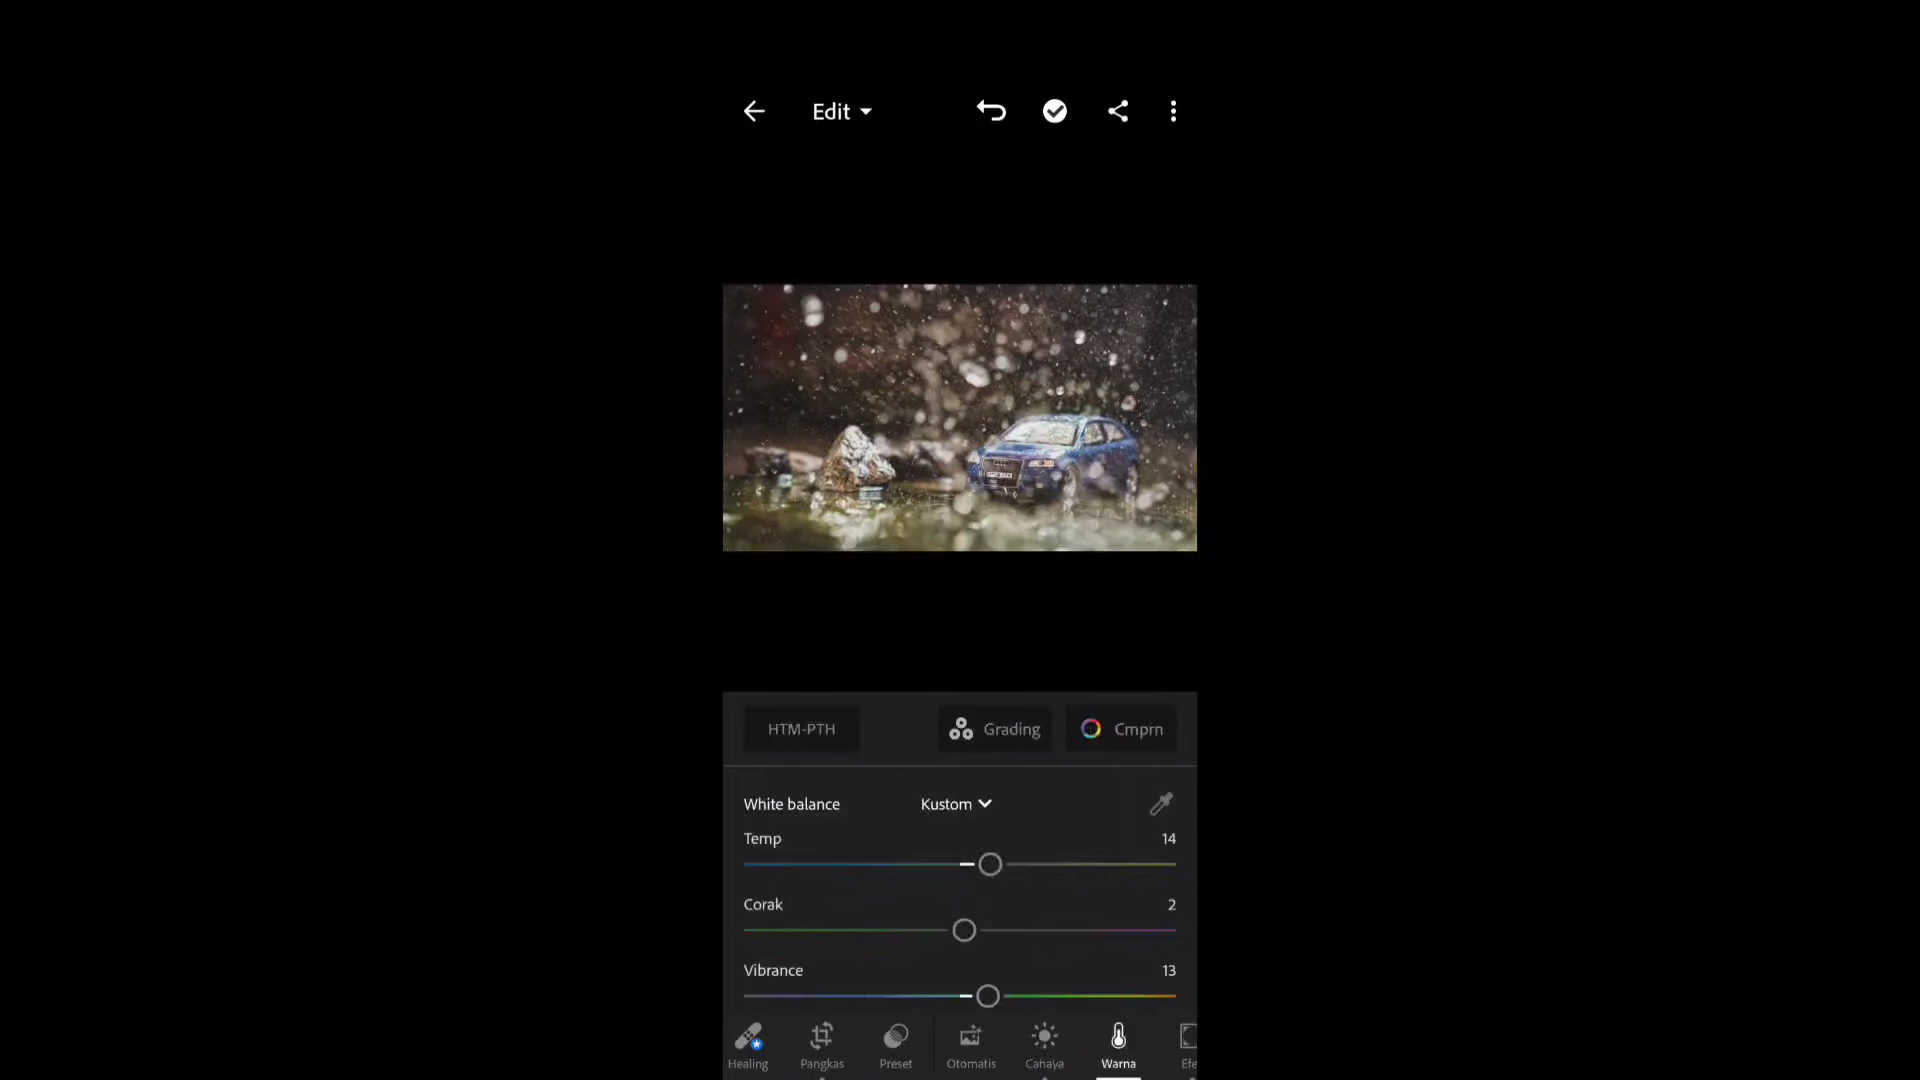 Edit
HTM-PTH
Grading
Cmprn
White balance
Kustom
Temp
14
Corak
2
Vibrance
13
Healing
Pangkas
Preset
Otomatis
Cahaya
Warna
Efe